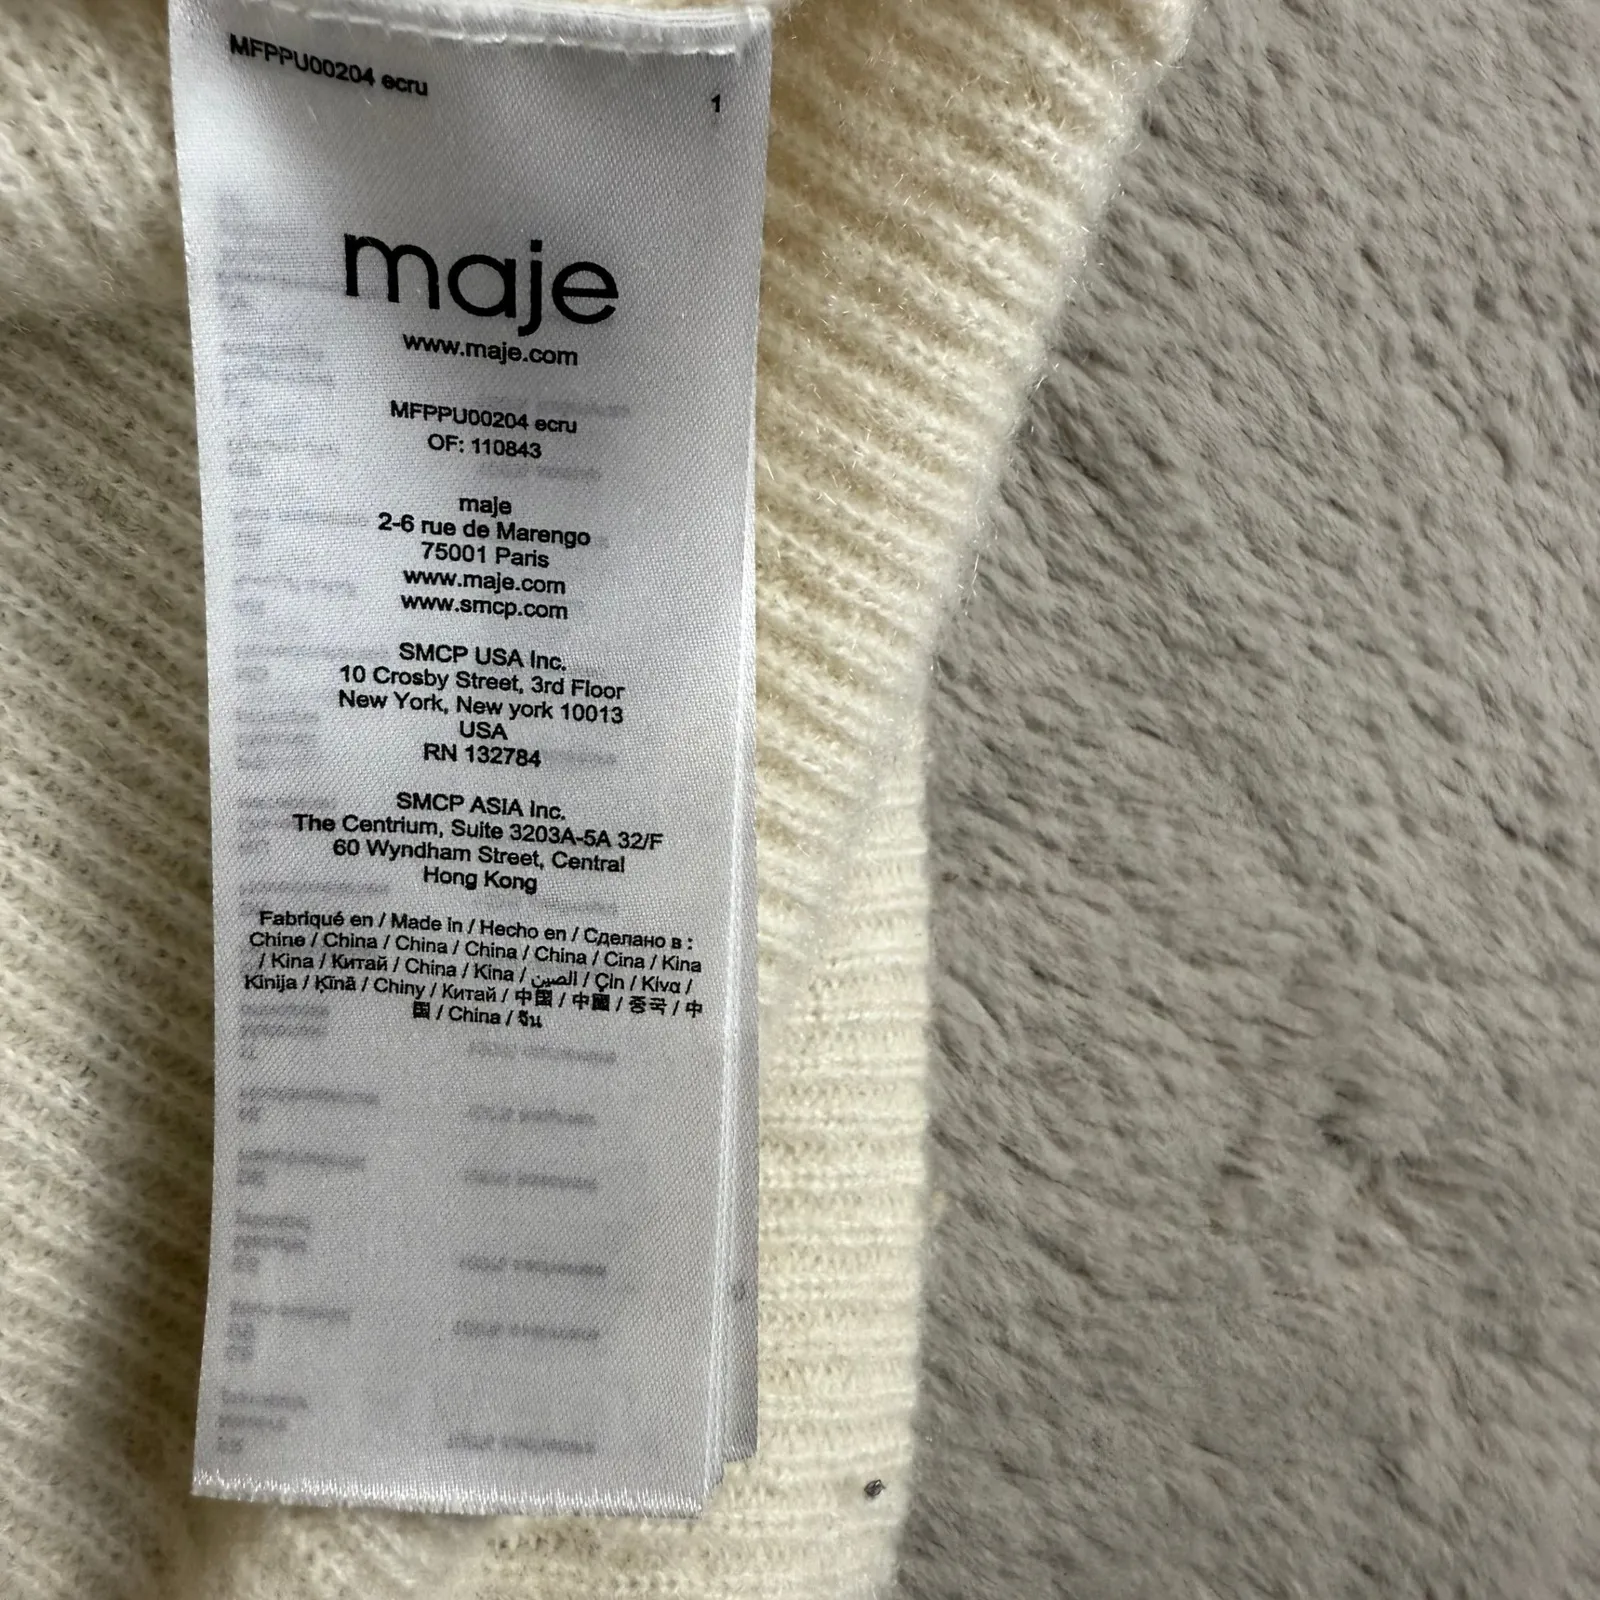 MFPPU00204 ecru
1
maje
www.maje.com
MFPPU00204 ecru
OF: 110843
maje
2-6 rue de Marengo
75001 Paris
www.maje.com
www.smcp.com
SMCP USA Inc.
10 Crosby Street, 3rd Floor
New York, New york 10013
USA
RN 132784
SMCP ASIA Inc.
The Centrium, Suite 3203A-5A 32/F
60 Wyndham Street, Central
Hong Kong
Fabriqué en / Made in / Hecho en / Сделано в :
Chine / China / China / China / China / Cina / Kina
/ Kina / Китай / China / Kina / الصين / Çin / Κίνα /
Kinija / Ķīnā / Chiny / Китай / 中国 / 中國 / 중국 / 中
国 / China / จีน